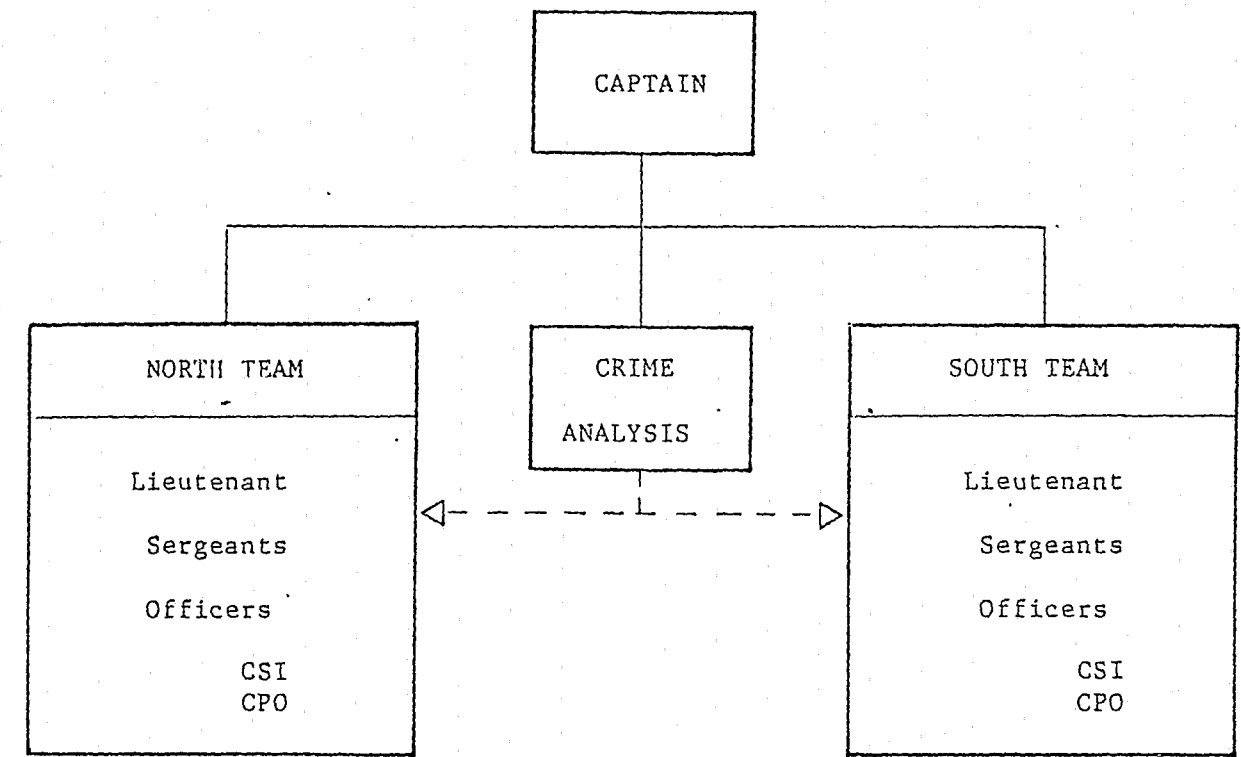 CAPTAIN
NORTH TEAM
Lieutenant
Sergeants
Officers
CSI
CPO
CRIME
ANALYSIS
SOUTH TEAM
Lieutenant
Sergeants
Officers
CSI
CPO